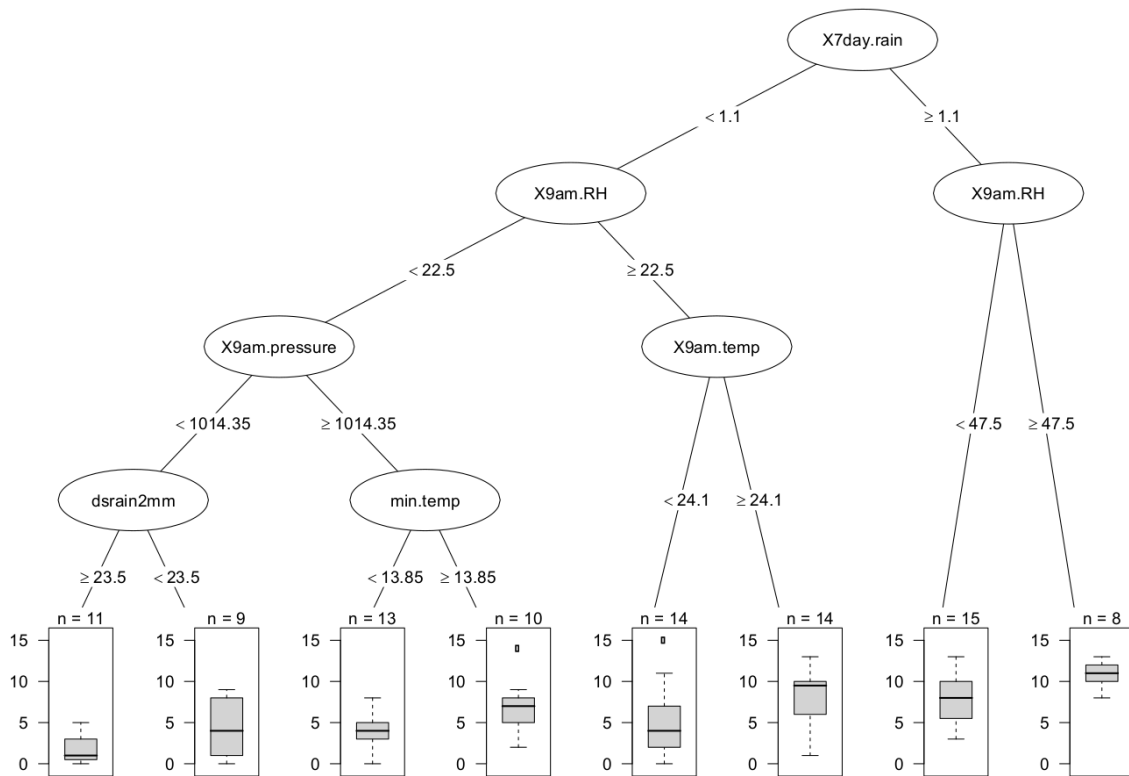 X7day.rain
< 1.1
≥ 1.1
X9am.RH
X9am.RH
< 22.5
≥ 22.5
X9am.pressure
X9am.temp
< 1014.35
≥ 1014.35
< 47.5
≥ 47.5
dsrain2mm
min.temp
< 24.1
≥ 24.1
≥ 23.5
< 23.5
< 13.85
≥ 13.85
n = 11
n = 9
n = 13
n = 10
n = 14
n = 14
n = 15
n = 8
15 15 15 15 15 15 15 15
10 10 10 10 10 10 10 10
5 5 5 5 5 5 5 5
0 0 0 0 0 0 0 0